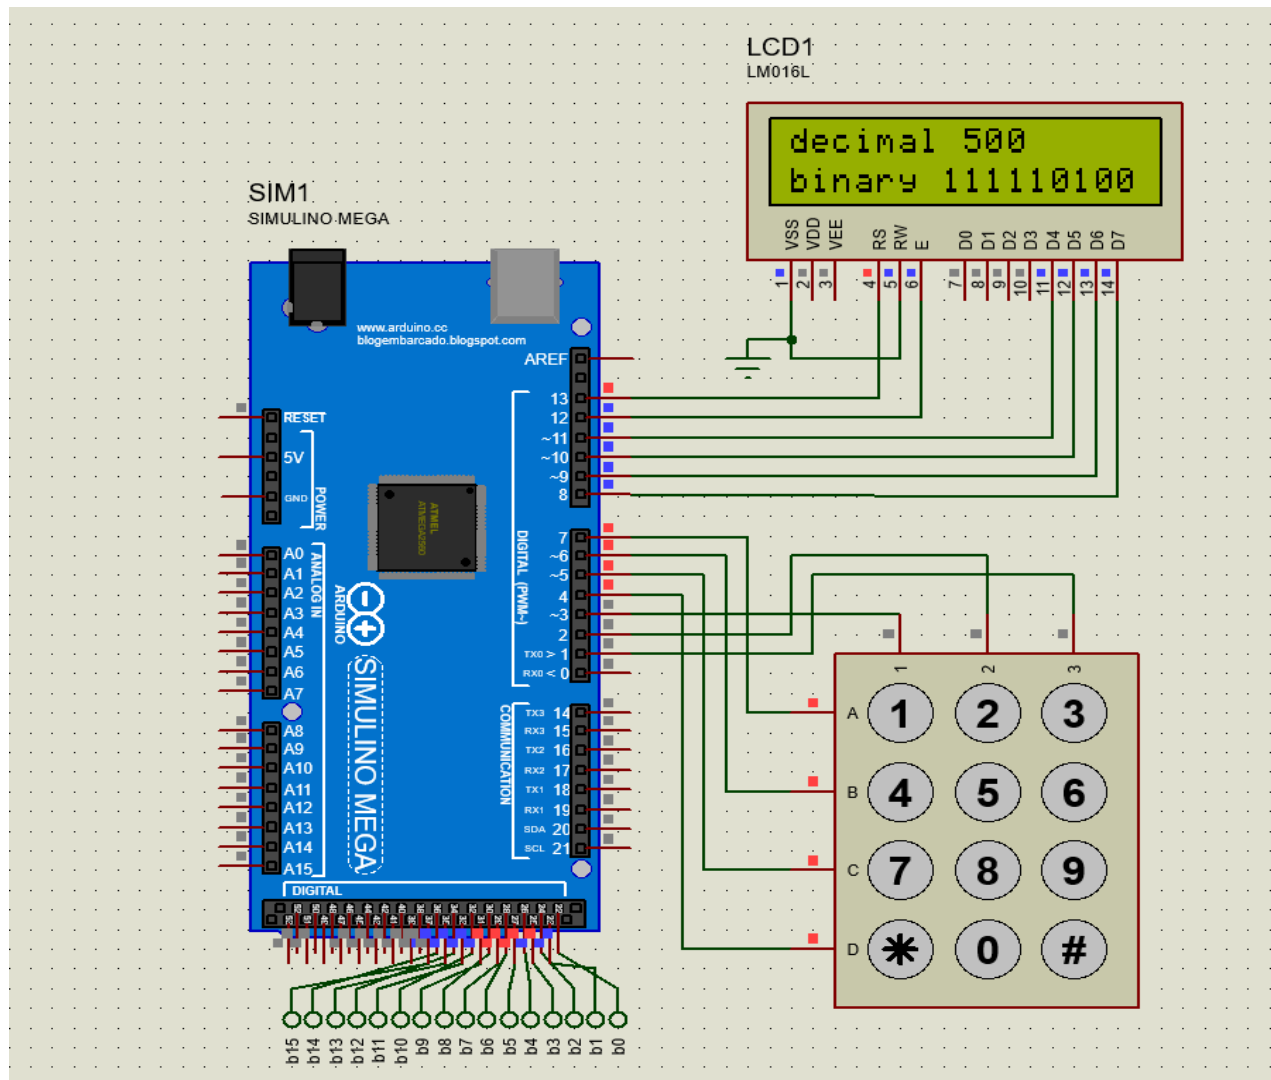 LCD1
LM016L
decimal 500
binary 111110100
VSS
VDD
VEE
RS
RW
E
D0
D1
D2
D3
D4
D5
D6
D7
1
2
3
4
5
6
7
8
9
10
11
12
13
14
SIM1
SIMULINO MEGA
www.arduino.cc
blogembarcado.blogspot.com
AREF
13
12
~11
~10
~9
8
RESET
5V
GND
POWER
ATMEL
DIGITAL (PWM~)
7
~6
~5
4
~3
2
TX0 > 1
RX0 < 0
A0
A1
A2
A3
A4
A5
A6
A7
ANALOG IN
ARDUINO
SIMULINO MEGA
A8
A9
A10
A11
A12
A13
A14
A15
COMMUNICATION
TX3 14
RX3 15
TX2 16
RX2 17
TX1 18
RX1 19
SDA 20
SCL 21
DIGITAL
1
2
3
A
1
2
3
B
4
5
6
C
7
8
9
D
*
0
#
b15
b14
b13
b12
b11
b10
b9
b8
b7
b6
b5
b4
b3
b2
b1
b0